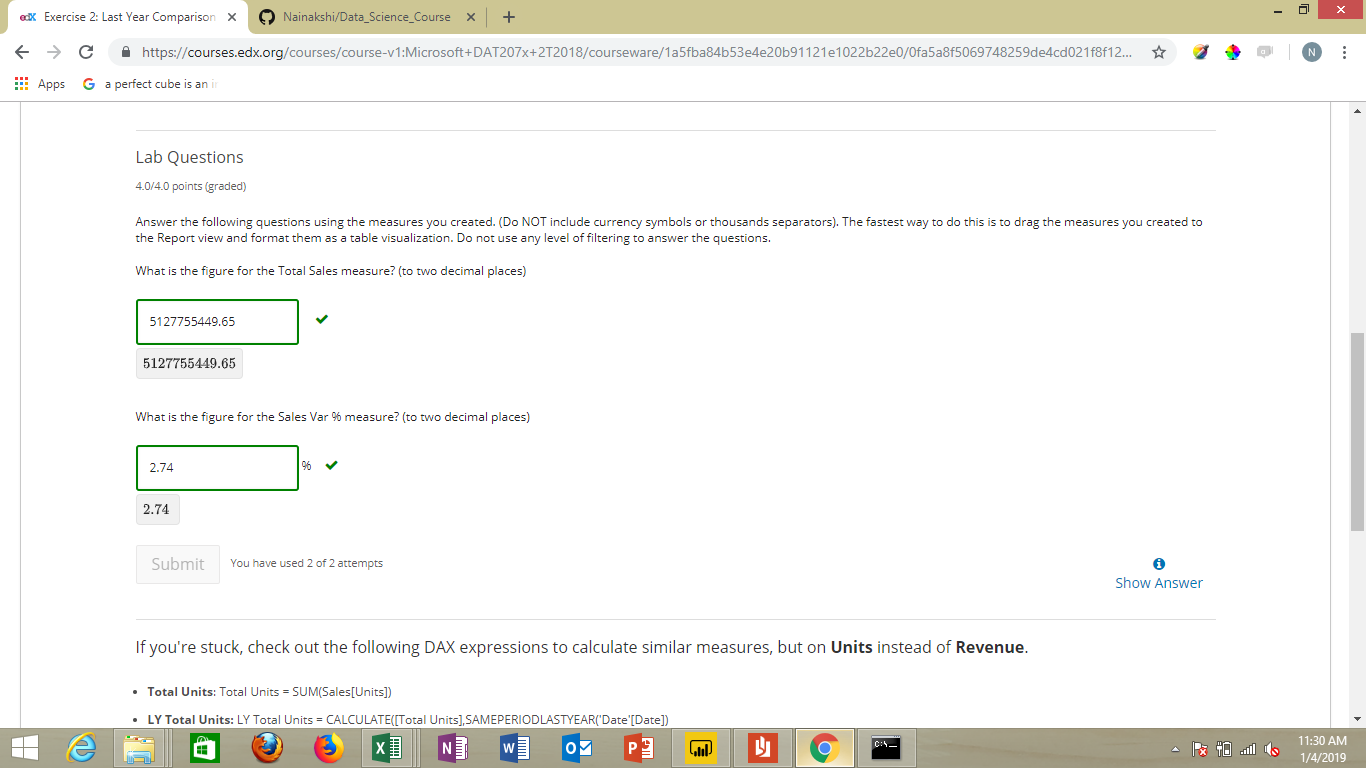 edX Exercise 2: Last Year Comparison
Nainakshi/Data_Science_Course
https://courses.edx.org/courses/course-v1:Microsoft+DAT207x+2T2018/courseware/1a5fba84b53e4e20b91121e1022b22e0/0fa5a8f5069748259de4cd021f8f12...
N
Apps
G a perfect cube is an i
Lab Questions
4.0/4.0 points (graded)
Answer the following questions using the measures you created. (Do NOT include currency symbols or thousands separators). The fastest way to do this is to drag the measures you created to
the Report view and format them as a table visualization. Do not use any level of filtering to answer the questions.
What is the figure for the Total Sales measure? (to two decimal places)
5127755449.65
5127755449.65
What is the figure for the Sales Var % measure? (to two decimal places)
2.74 %
2.74
Submit You have used 2 of 2 attempts
Show Answer
If you're stuck, check out the following DAX expressions to calculate similar measures, but on Units instead of Revenue.
• Total Units: Total Units = SUM(Sales[Units])
• LY Total Units: LY Total Units = CALCULATE([Total Units],SAMEPERIODLASTYEAR('Date'[Date])
11:30 AM
1/4/2019